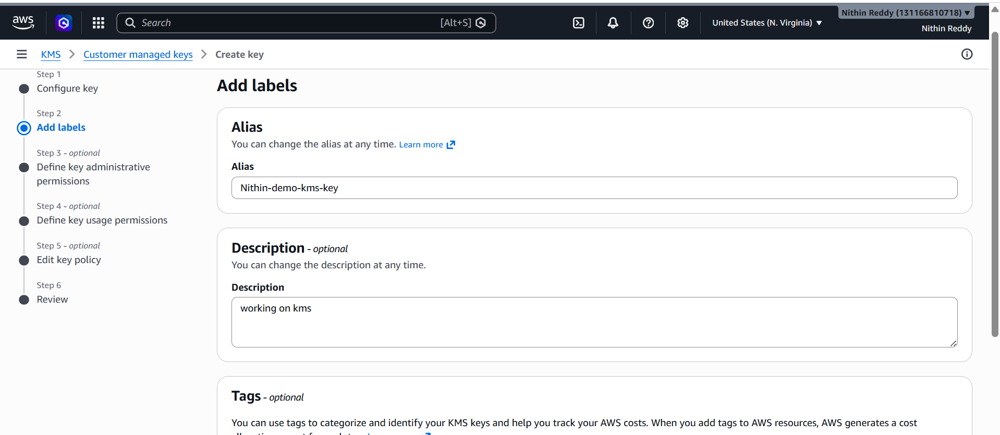 aws
Search [Alt+S]
United States (N. Virginia)
Nithin Reddy (131166810718)
Nithin Reddy
KMS
Customer managed keys
Create key
Step 1
Configure key
Step 2
Add labels
Step 3 - optional
Define key administrative
permissions
Step 4 - optional
Define key usage permissions
Step 5 - optional
Edit key policy
Step 6
Review
Add labels
Alias
You can change the alias at any time. Learn more
Alias
Nithin-demo-kms-key
Description - optional
You can change the description at any time.
Description
working on kms
Tags - optional
You can use tags to categorize and identify your KMS keys and help you track your AWS costs. When you add tags to AWS resources, AWS generates a cost